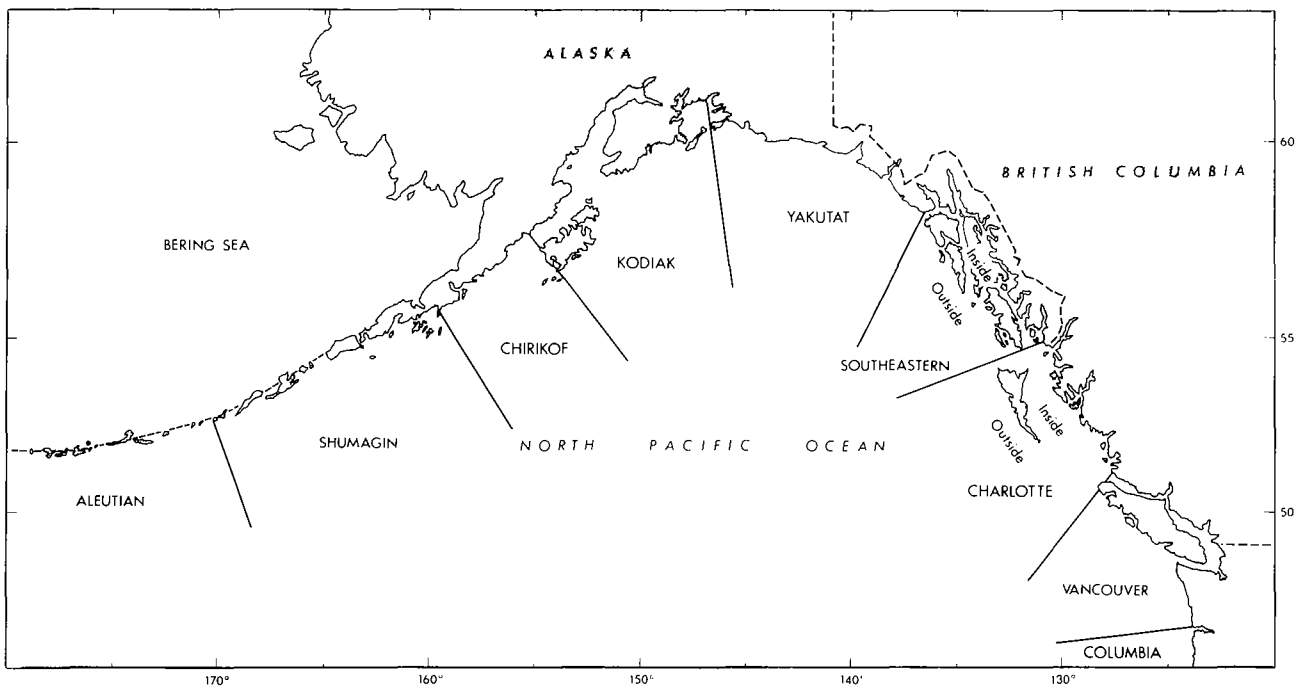 ALASKA
60
BRITISH COLUMBIA
YAKUTAT
BERING SEA
KODIAK
Inside
Outside
CHIRIKOF
SOUTHEASTERN
55
SHUMAGIN
NORTH PACIFIC OCEAN
Inside
Outside
ALEUTIAN
CHARLOTTE
50
VANCOUVER
COLUMBIA
170° 160° 150° 140° 130°